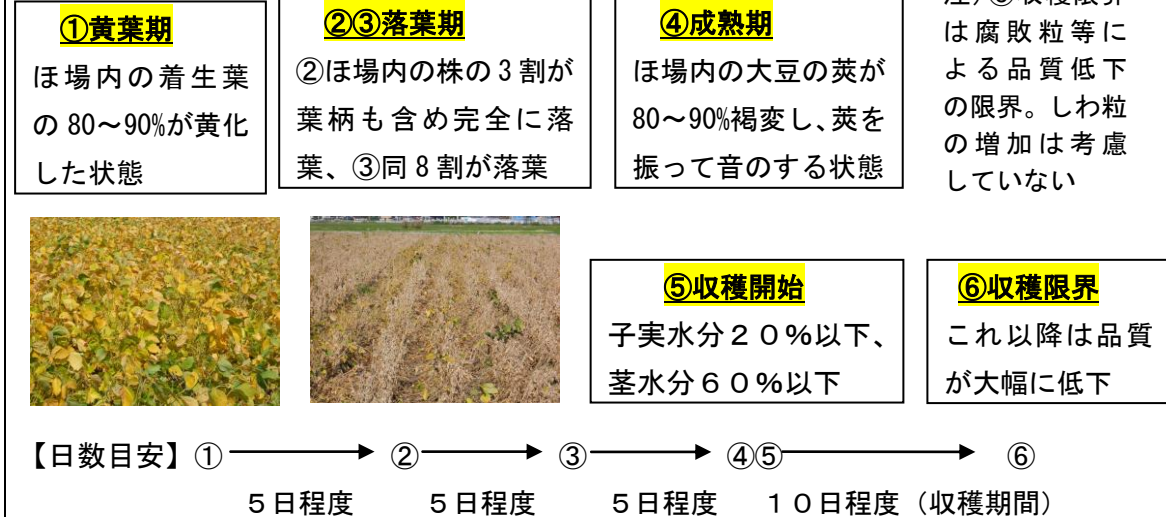 ①黄葉期
ほ場内の着生葉
の 80～90%が黄化
した状態
②③落葉期
②ほ場内の株の 3 割が
葉柄も含め完全に落
葉、③同 8 割が落葉
④成熟期
ほ場内の大豆の莢が
80～90%褐変し、莢を
振って音のする状態
は腐敗粒等に
よる品質低下
の限界。しわ粒
の増加は考慮
していない
⑤収穫開始
子実水分２０％以下、
茎水分６０％以下
⑥収穫限界
これ以降は品質
が大幅に低下
【日数目安】① ② ③ ④⑤ ⑥
５日程度 ５日程度 ５日程度 １０日程度（収穫期間）